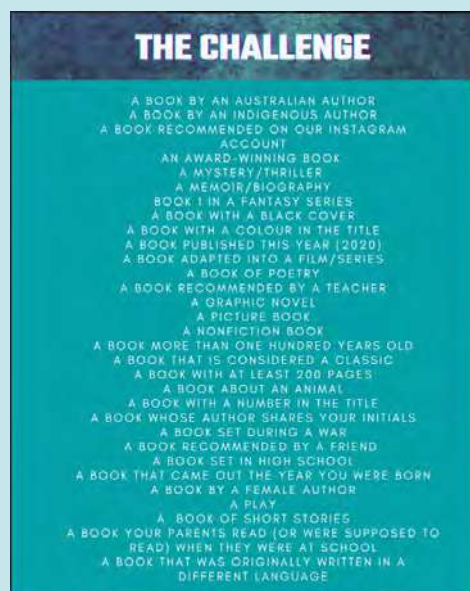 THE CHALLENGE
A BOOK BY AN AUSTRALIAN AUTHOR
A BOOK BY AN INDIGENOUS AUTHOR
A BOOK RECOMMENDED ON OUR INSTAGRAM
ACCOUNT
AN AWARD-WINNING BOOK
A MYSTERY/THRILLER
A MEMOIR/BIOGRAPHY
BOOK 1 IN A FANTASY SERIES
A BOOK WITH A BLACK COVER
A BOOK WITH A COLOUR IN THE TITLE
A BOOK PUBLISHED THIS YEAR (2020)
A BOOK ADAPTED INTO A FILM/SERIES
A BOOK OF POETRY
A BOOK RECOMMENDED BY A TEACHER
A GRAPHIC NOVEL
A PICTURE BOOK
A NONFICTION BOOK
A BOOK MORE THAN ONE HUNDRED YEARS OLD
A BOOK THAT IS CONSIDERED A CLASSIC
A BOOK WITH AT LEAST 200 PAGES
A BOOK ABOUT AN ANIMAL
A BOOK WITH A NUMBER IN THE TITLE
A BOOK WHOSE AUTHOR SHARES YOUR INITIALS
A BOOK SET DURING A WAR
A BOOK RECOMMENDED BY A FRIEND
A BOOK SET IN HIGH SCHOOL
A BOOK THAT CAME OUT THE YEAR YOU WERE BORN
A BOOK BY A FEMALE AUTHOR
A PLAY
A BOOK OF SHORT STORIES
A BOOK YOUR PARENTS READ (OR WERE SUPPOSED TO
READ) WHEN THEY WERE AT SCHOOL
A BOOK THAT WAS ORIGINALLY WRITTEN IN A
DIFFERENT LANGUAGE